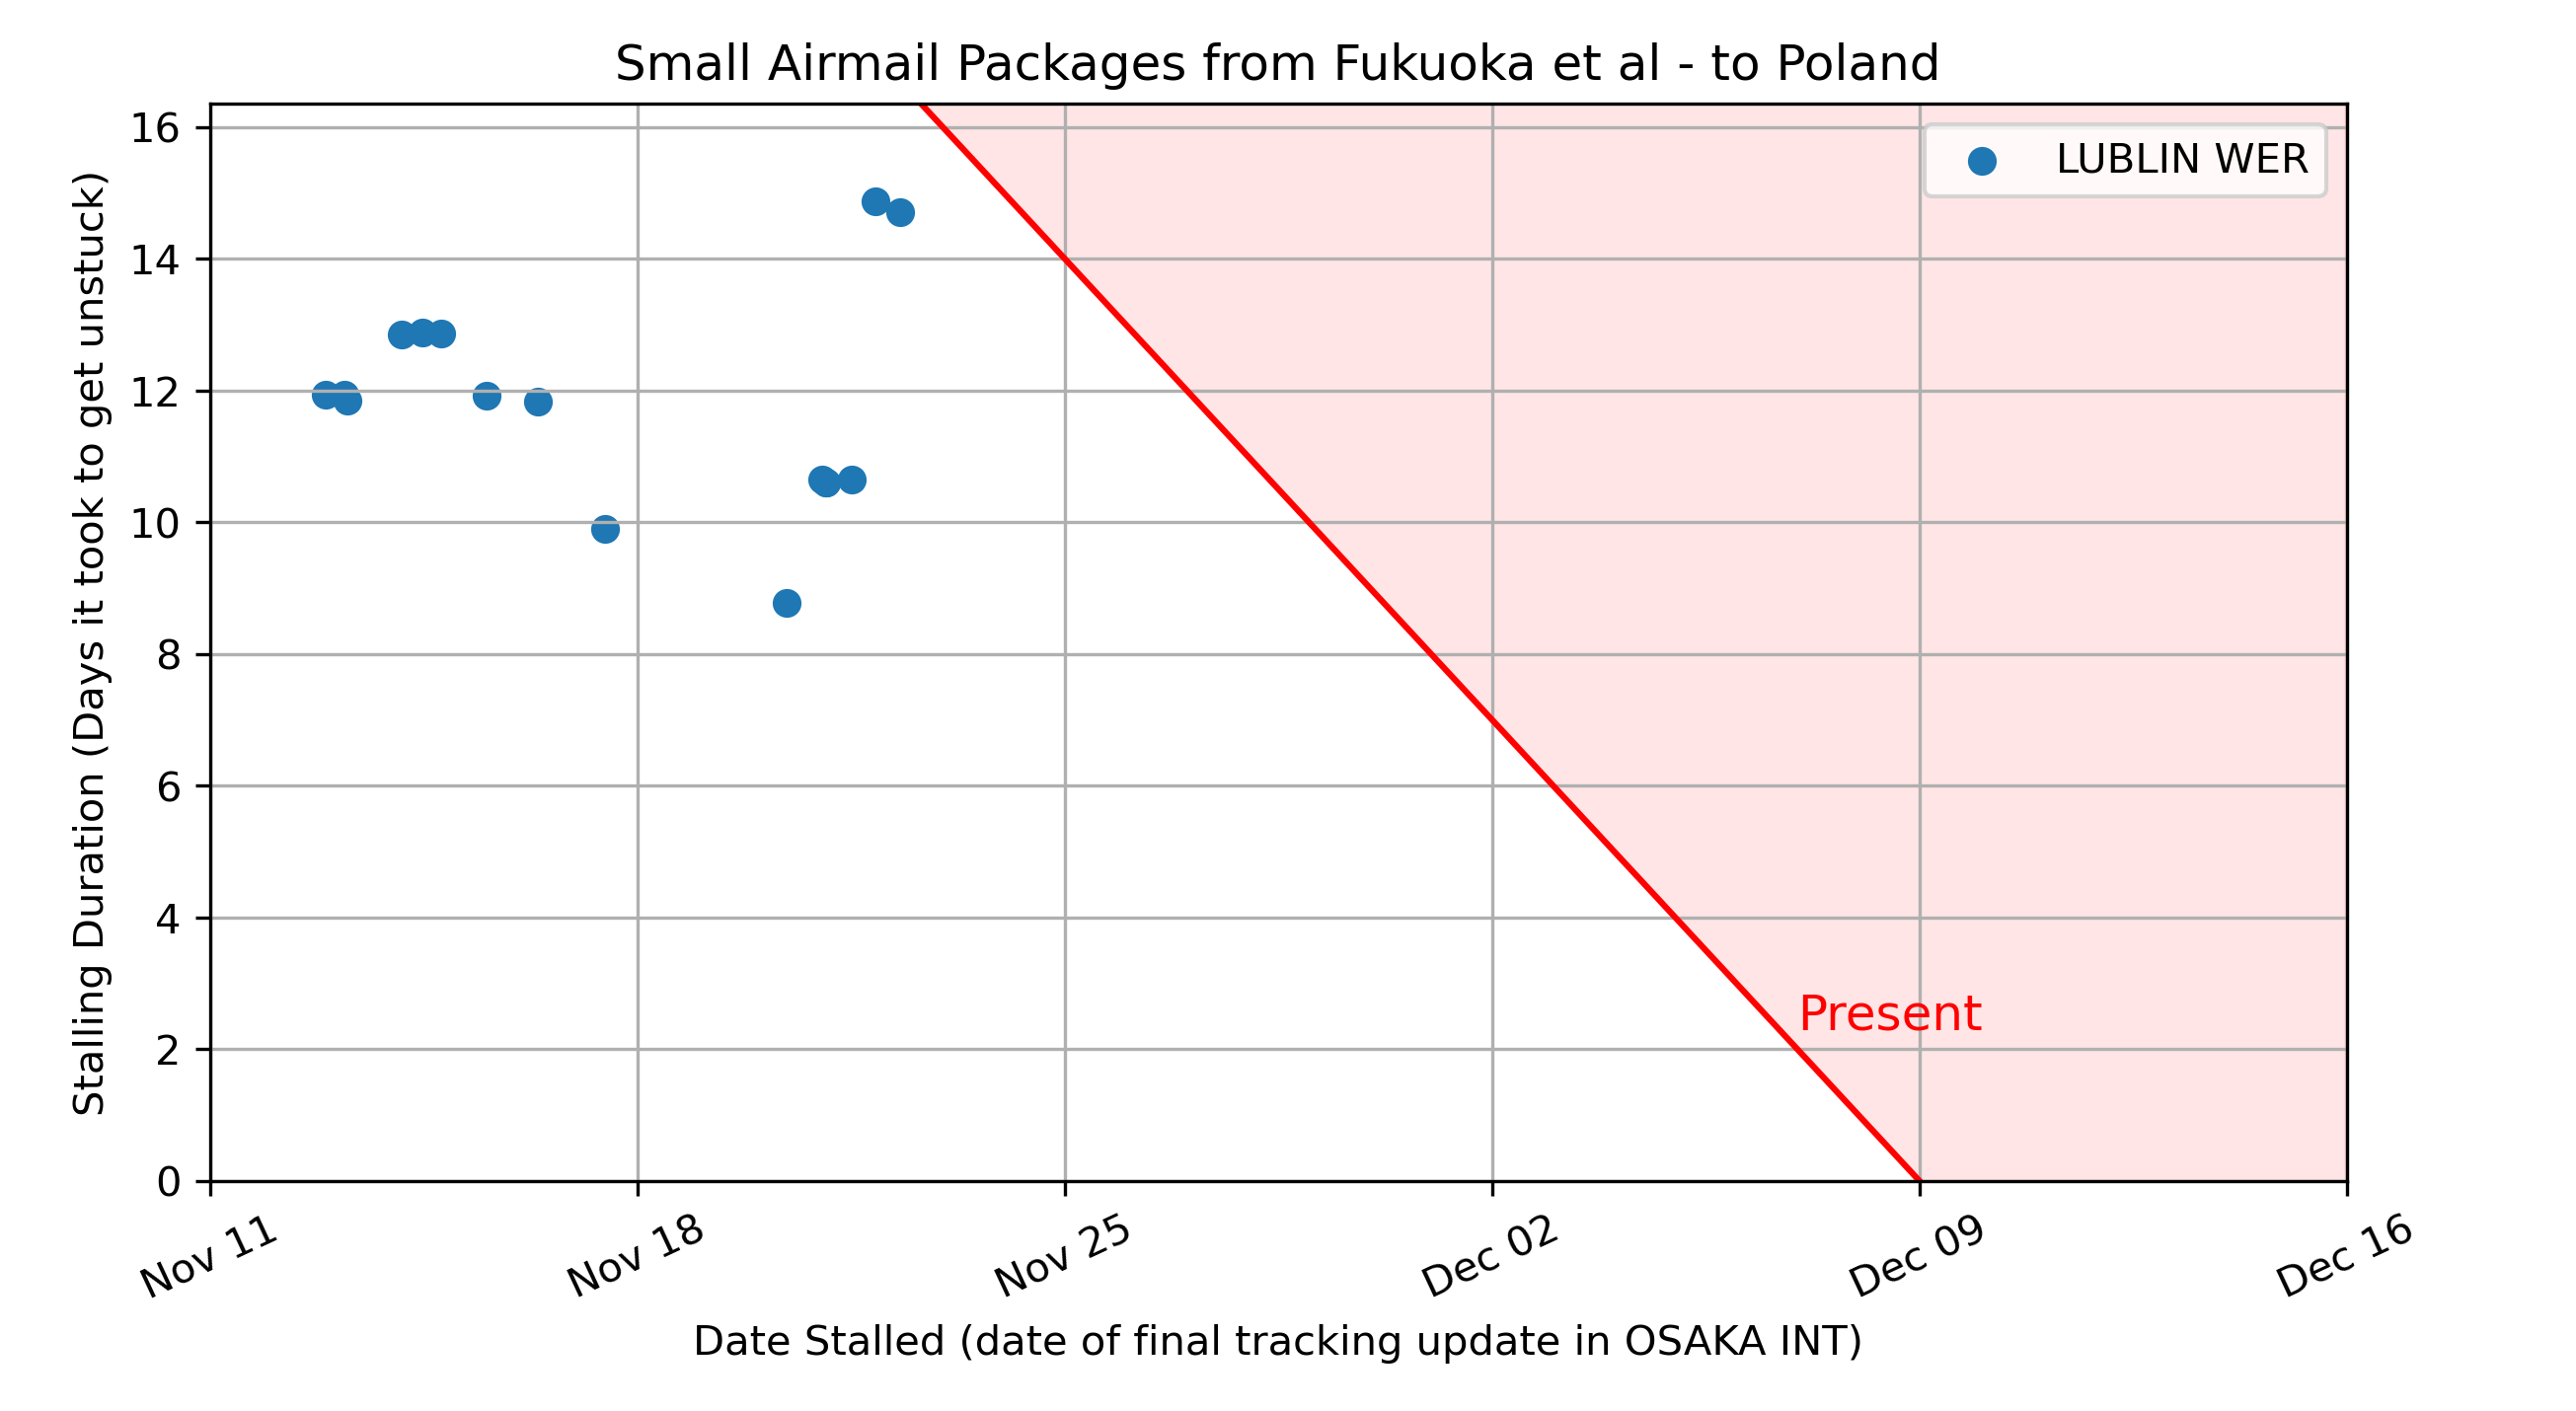 Small Airmail Packages from Fukuoka et al - to Poland
Stalling Duration (Days it took to get unstuck)
16
14
12
10
8
6
4
2
0
LUBLIN WER
Present
Nov 11
Nov 18
Nov 25
Dec 02
Dec 09
Dec 16
Date Stalled (date of final tracking update in OSAKA INT)